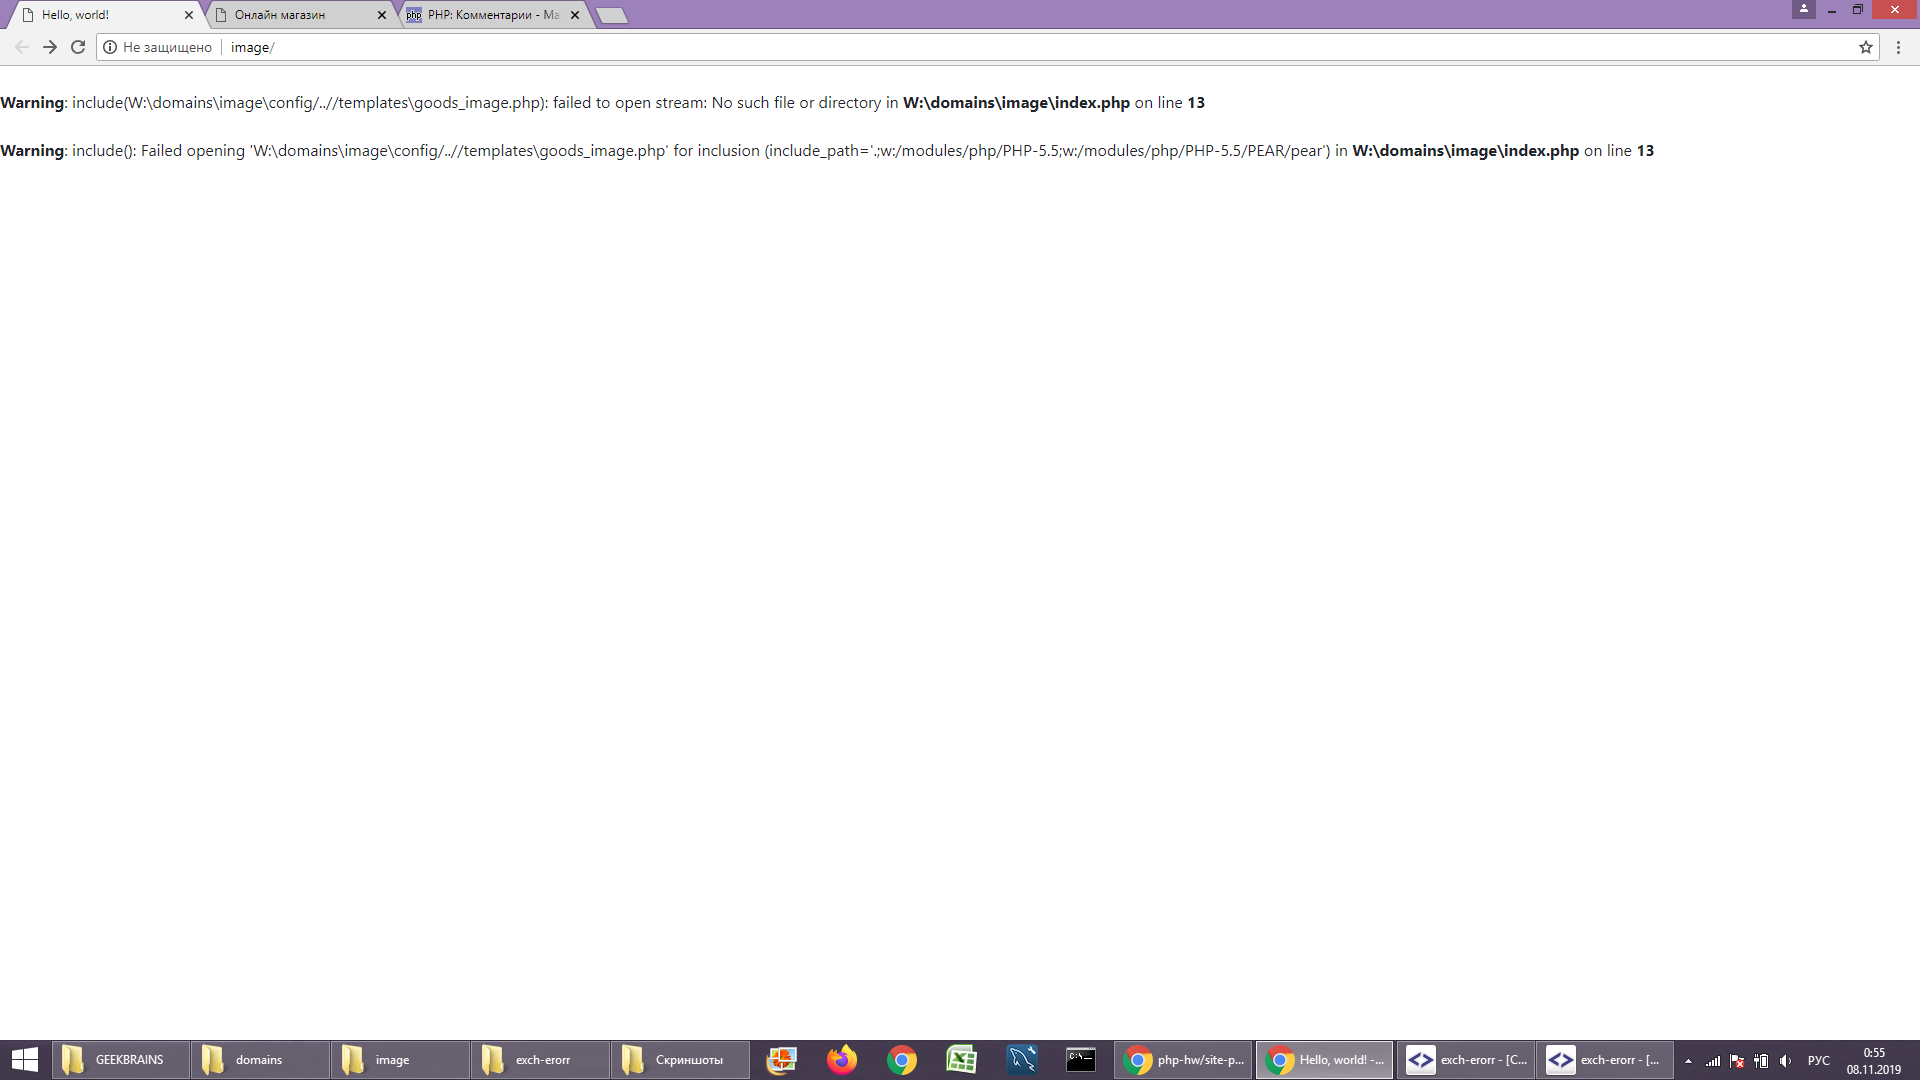 Hello, world!
Онлайн магазин
php PHP: Комментарии - Ma
Не защищено image/
Warning: include(W:\domains\image\config/..//templates\goods_image.php): failed to open stream: No such file or directory in W:\domains\image\index.php on line 13
Warning: include(): Failed opening 'W:\domains\image\config/..//templates\goods_image.php' for inclusion (include_path='.;w:/modules/php/PHP-5.5;w:/modules/php/PHP-5.5/PEAR/pear') in W:\domains\image\index.php on line 13
GEEKBRAINS
domains
image
exch-erorr
Скриншоты
C:\_
php-hw/site-p...
Hello, world! -...
exch-erorr - [C...
exch-erorr - [...
РУС
0:55
08.11.2019